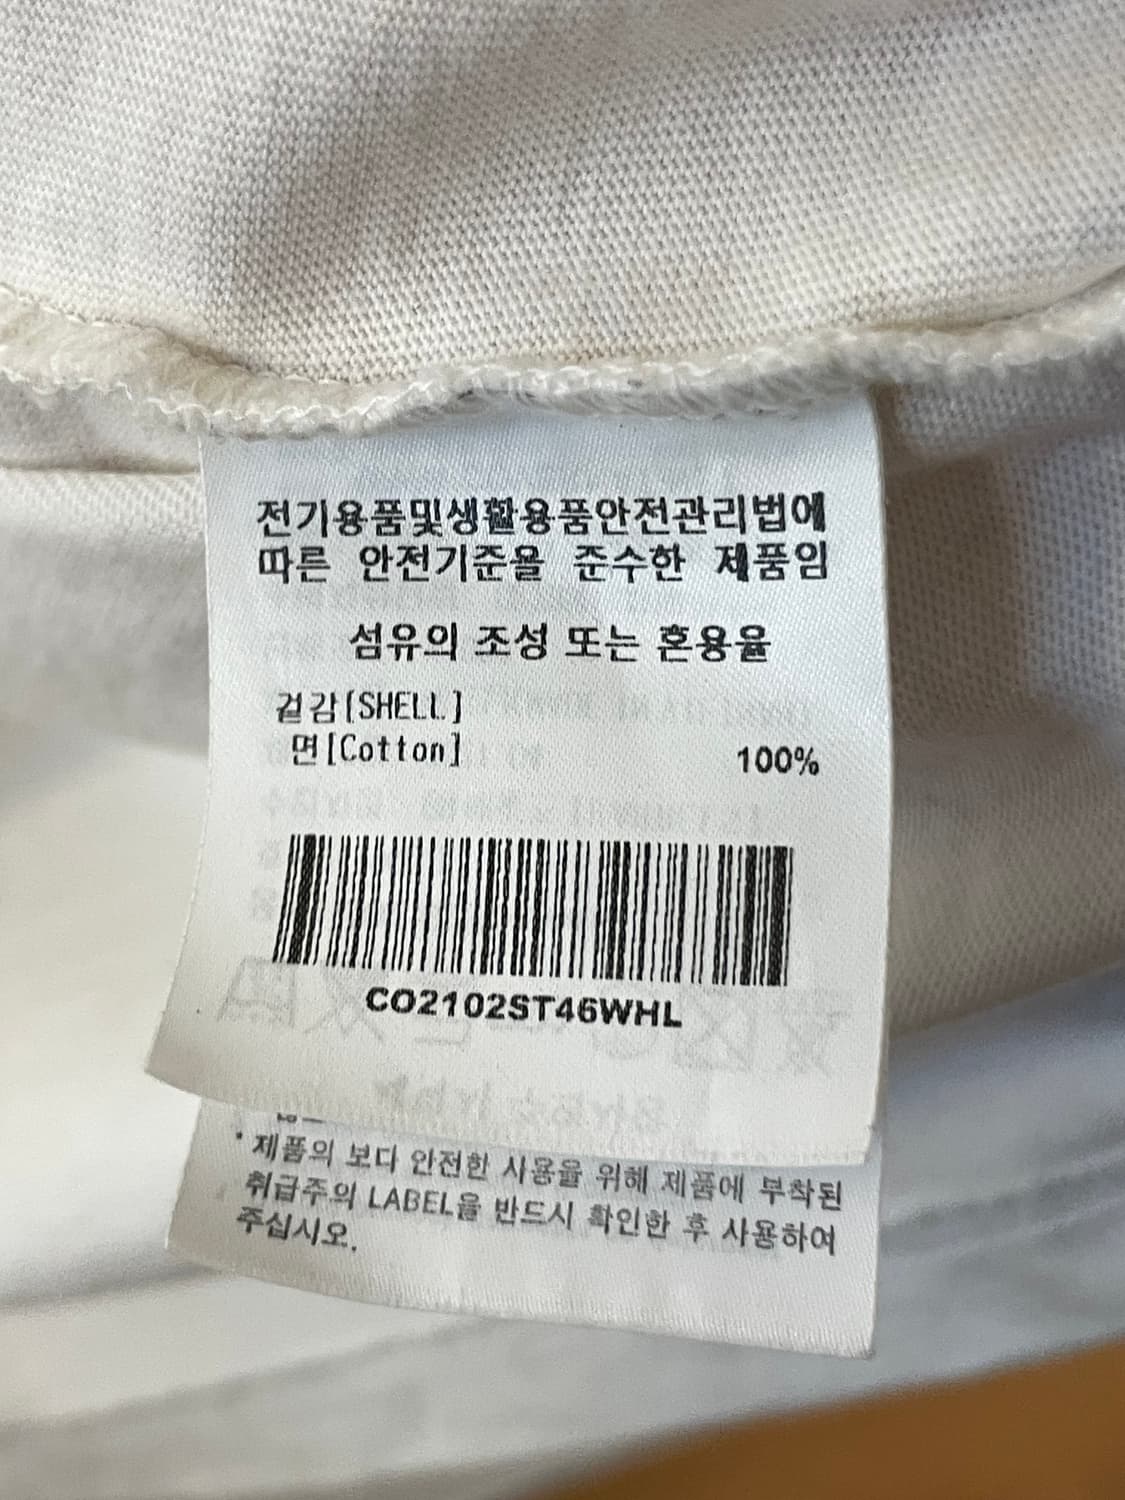 전기용품및생활용품안전관리법에
따른 안전기준을 준수한 제품임
섬유의 조성 또는 혼용율
겉감[SHELL]
면[Cotton] 100%
CO2102ST46WHL
* 제품의 보다 안전한 사용을 위해 제품에 부착된
취급주의 LABEL을 반드시 확인한 후 사용하여
주십시오.